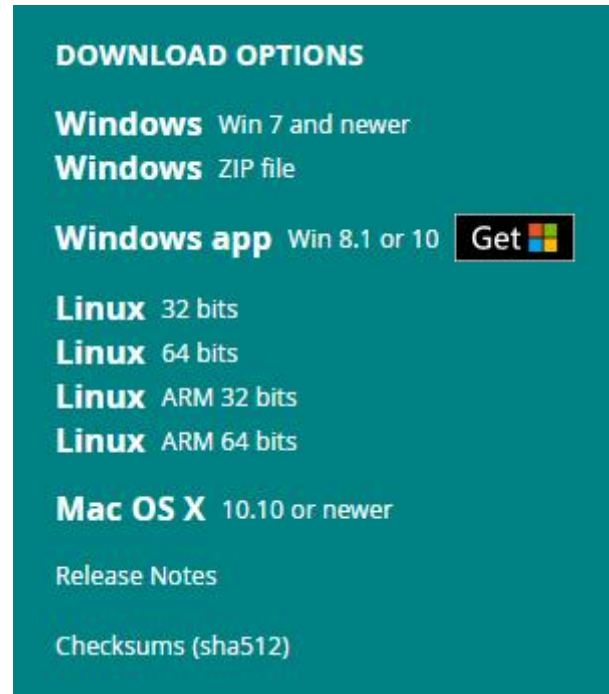 DOWNLOAD OPTIONS
Windows Win 7 and newer
Windows ZIP file
Windows app Win 8.1 or 10 Get
Linux 32 bits
Linux 64 bits
Linux ARM 32 bits
Linux ARM 64 bits
Mac OS X 10.10 or newer
Release Notes
Checksums (sha512)